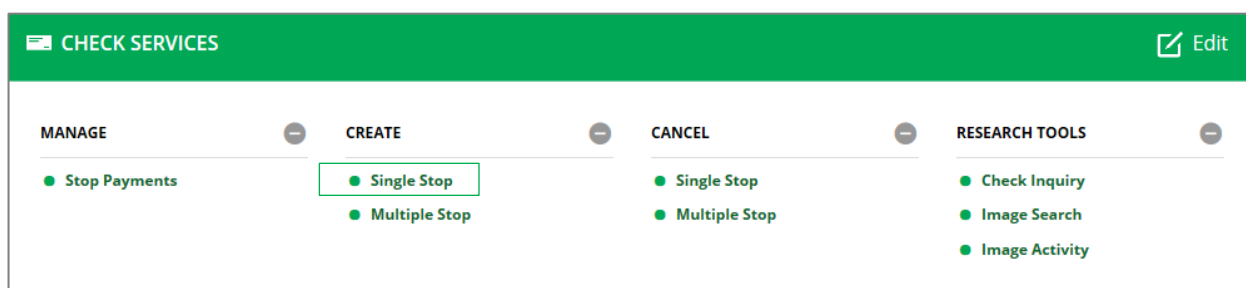 CHECK SERVICES
Edit
MANAGE
Stop Payments
CREATE
Single Stop
Multiple Stop
CANCEL
Single Stop
Multiple Stop
RESEARCH TOOLS
Check Inquiry
Image Search
Image Activity